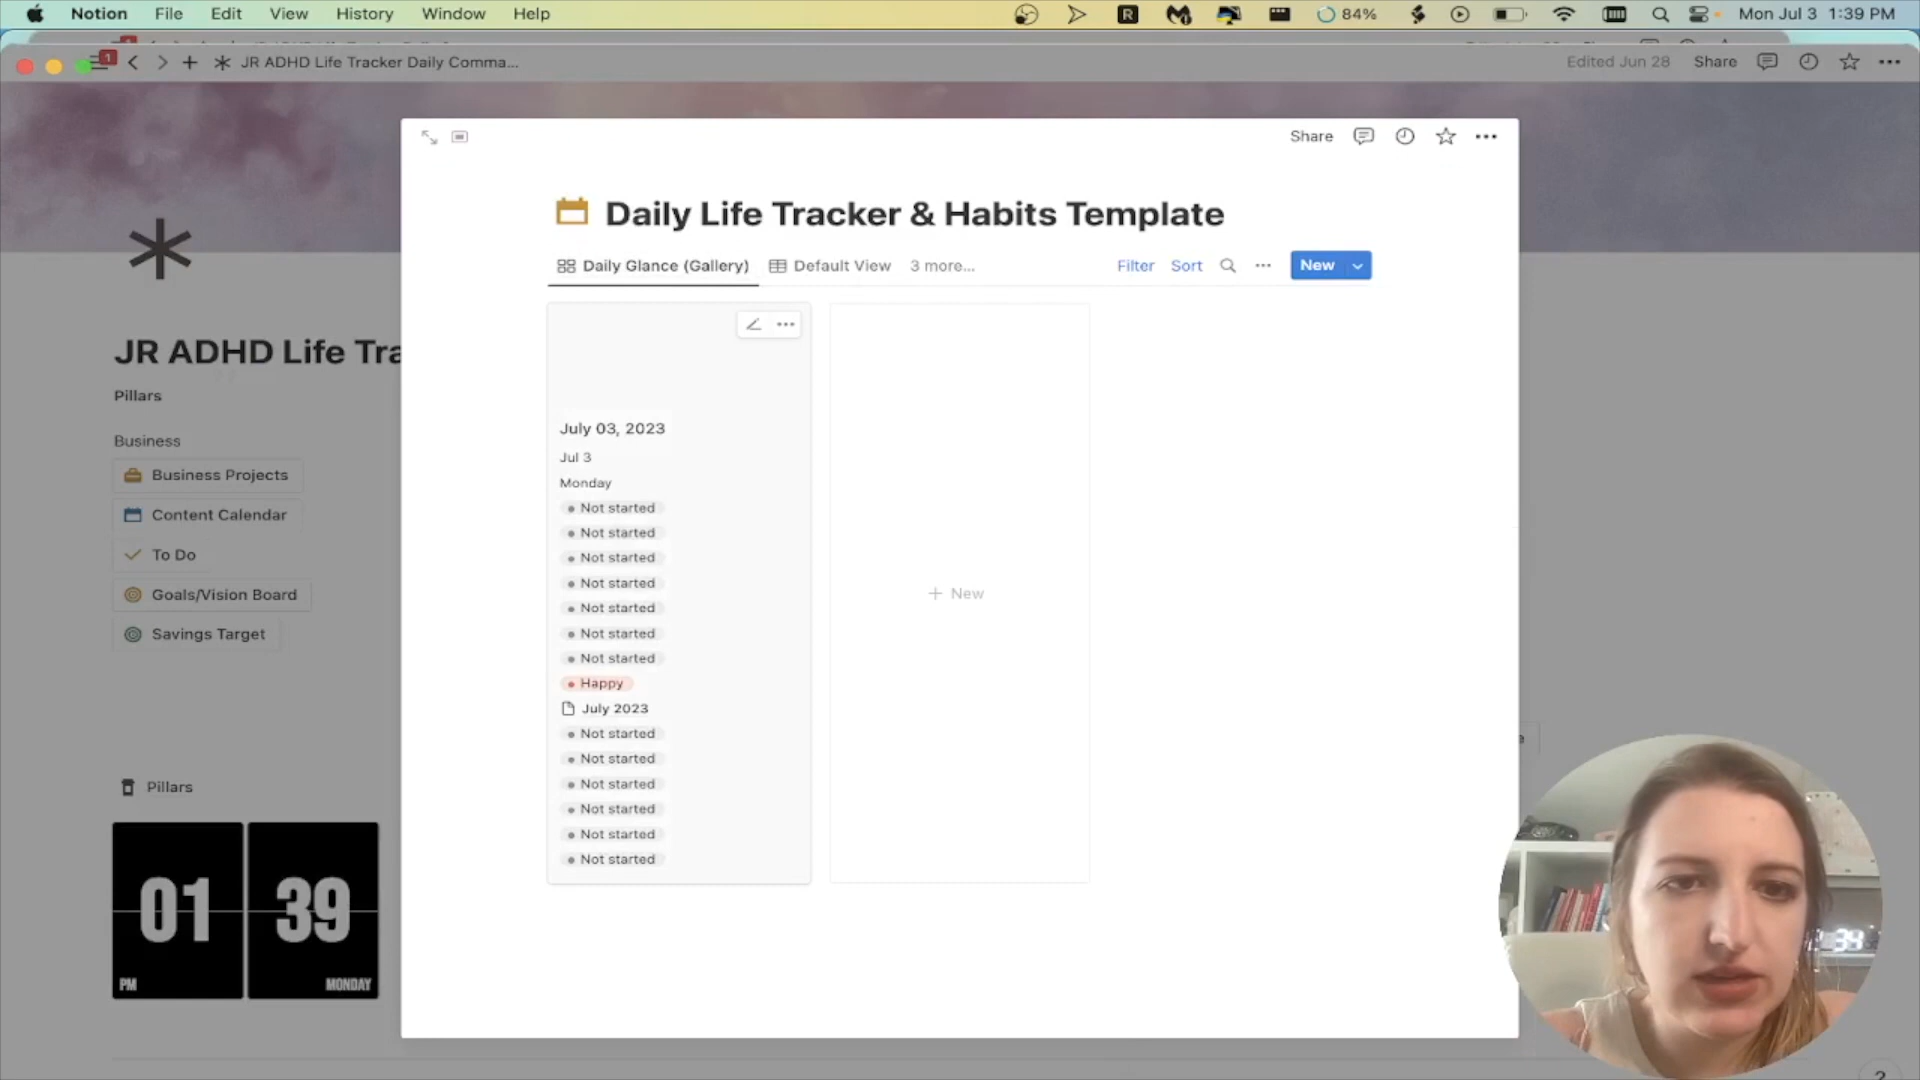 Notion File Edit View History Window Help
84% Mon Jul 3 1:39 PM
1 JR ADHD Life Tracker Daily Comma... Edited Jun 28 Share
Share
Daily Life Tracker & Habits Template
Daily Glance (Gallery) Default View 3 more... Filter Sort New
July 03, 2023
Jul 3
Monday
Not started
Not started
Not started
Not started
Not started
Not started
Not started
Happy
July 2023
Not started
Not started
Not started
Not started
Not started
Not started
+ New
JR ADHD Life Tra
Pillars
Business
Business Projects
Content Calendar
To Do
Goals/Vision Board
Savings Target
Pillars
01 39
PM MONDAY